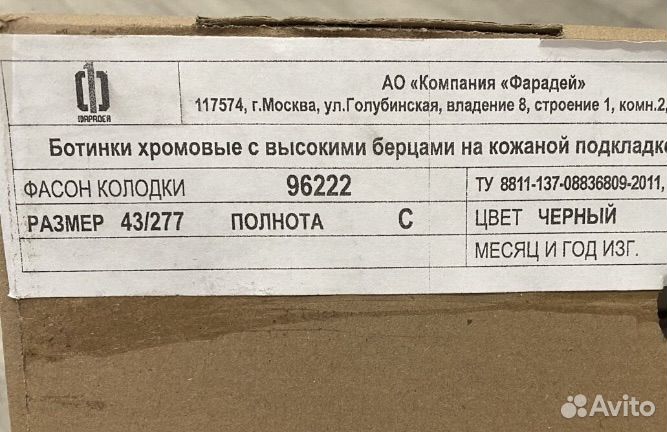 ФАРАДЕЙ
АО «Компания «Фарадей»
117574, г.Москва, ул.Голубинская, владение 8, строение 1, комн.2,
Ботинки хромовые с высокими берцами на кожаной подкладке
ФАСОН КОЛОДКИ 96222 ТУ 8811-137-08836809-2011,
РАЗМЕР 43/277 ПОЛНОТА С ЦВЕТ ЧЕРНЫЙ
МЕСЯЦ И ГОД ИЗГ.
Avito